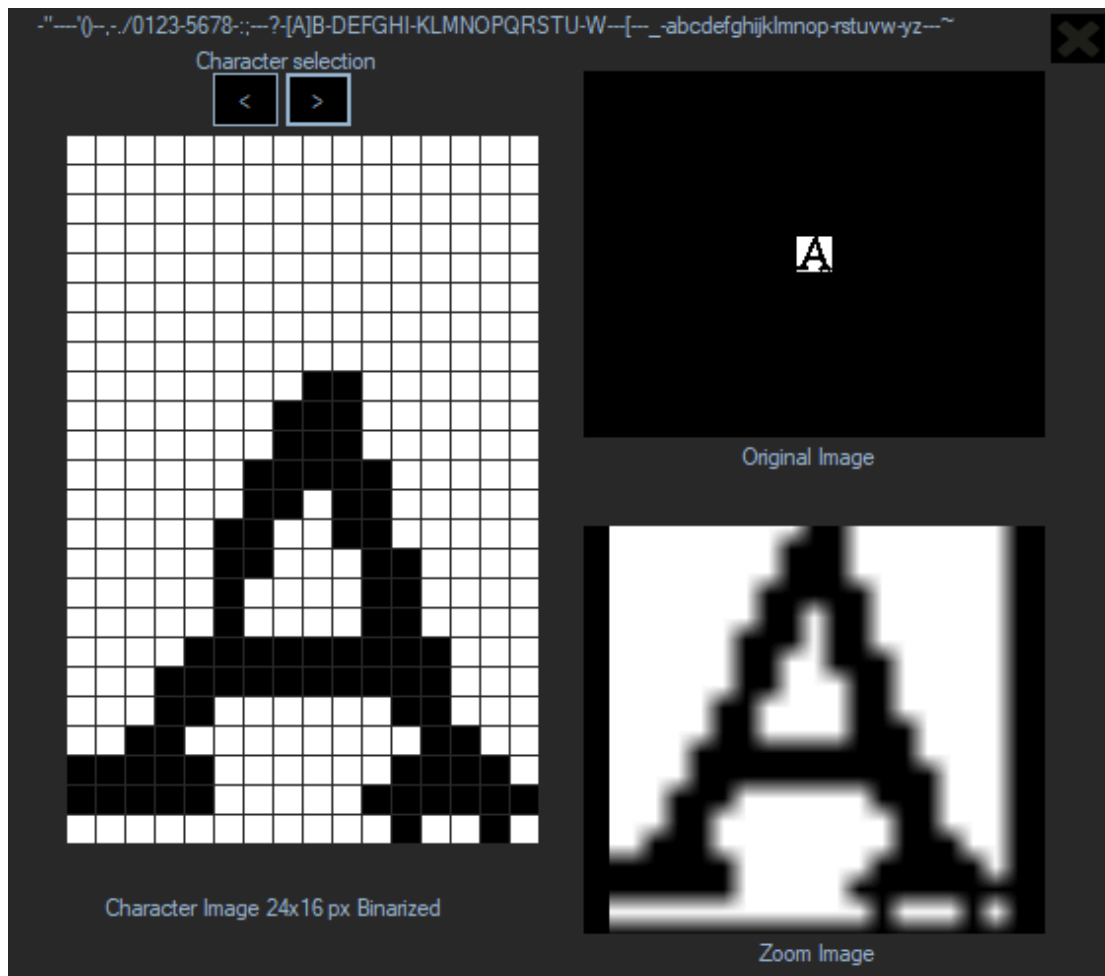 -"----'()--,-./0123-5678-:;---?-[A]B-DEFGHI-KLMNOPQRSTU-W---[---_-abcdefghijklmnop-rstuvw-yz---~
Character selection
< >
A
Original Image
A
Character Image 24x16 px Binarized
Zoom Image